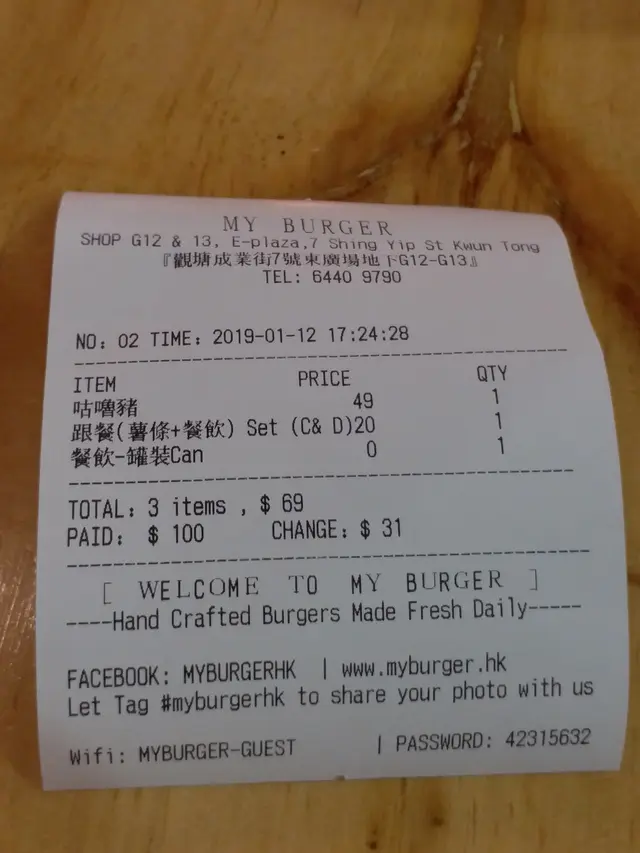 MY BURGER
SHOP G12 & 13, E-plaza,7 Shing Yip St Kwun Tong
『觀塘成業街7號東廣場地下G12-G13』
TEL: 6440 9790
NO: 02 TIME: 2019-01-12 17:24:28
ITEM PRICE QTY
咕嚕豬 49 1
跟餐(薯條+餐飲) Set (C& D)20 1
餐飲-罐裝Can 0 1
TOTAL: 3 items , $ 69
PAID: $ 100 CHANGE: $ 31
[ WELCOME TO MY BURGER ]
----Hand Crafted Burgers Made Fresh Daily-----
FACEBOOK: MYBURGERHK | www.myburger.hk
Let Tag #myburgerhk to share your photo with us
Wifi: MYBURGER-GUEST | PASSWORD: 42315632